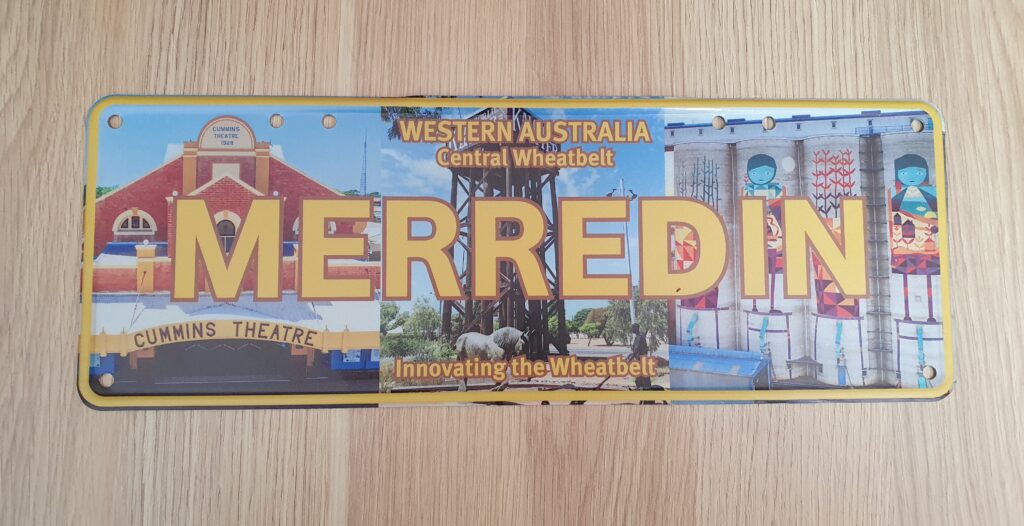 CUMMINS
THEATRE
1928
WESTERN AUSTRALIA
Central Wheatbelt
MERREDIN
CUMMINS THEATRE
Innovating the Wheatbelt